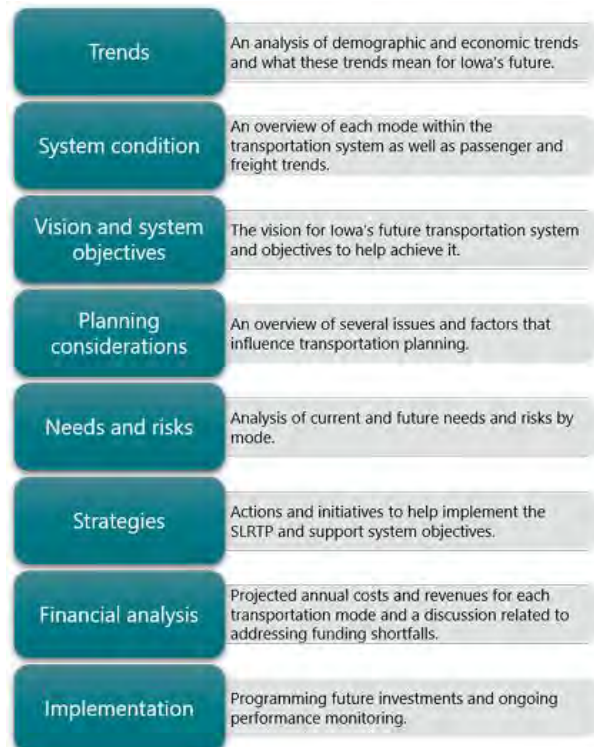 Trends
An analysis of demographic and economic trends
and what these trends mean for Iowa's future.
System condition
An overview of each mode within the
transportation system as well as passenger and
freight trends.
Vision and system
objectives
The vision for Iowa's future transportation system
and objectives to help achieve it.
Planning
considerations
An overview of several issues and factors that
influence transportation planning.
Needs and risks
Analysis of current and future needs and risks by
mode.
Strategies
Actions and initiatives to help implement the
SLRTP and support system objectives.
Financial analysis
Projected annual costs and revenues for each
transportation mode and a discussion related to
addressing funding shortfalls.
Implementation
Programming future investments and ongoing
performance monitoring.